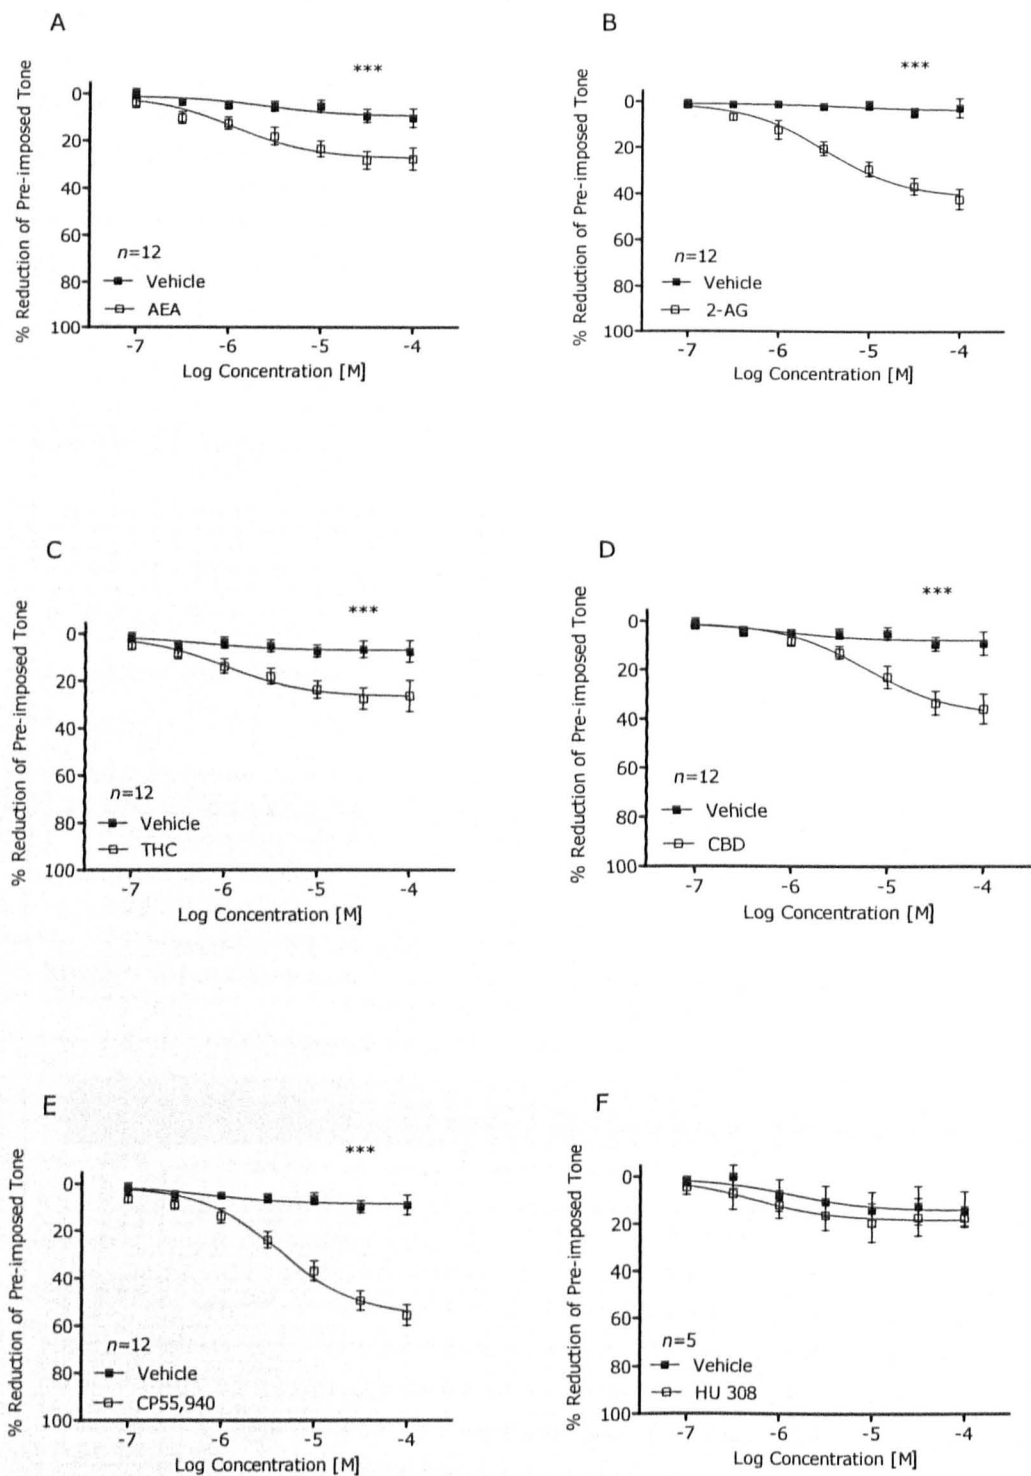 A
% Reduction of Pre-imposed Tone
***
0
20
40
60
80
100
n=12
Vehicle
AEA
-7 -6 -5 -4
Log Concentration [M]
B
% Reduction of Pre-imposed Tone
***
0
20
40
60
80
100
n=12
Vehicle
2-AG
-7 -6 -5 -4
Log Concentration [M]
C
% Reduction of Pre-imposed Tone
***
0
20
40
60
80
100
n=12
Vehicle
THC
-7 -6 -5 -4
Log Concentration [M]
D
% Reduction of Pre-imposed Tone
***
0
20
40
60
80
100
n=12
Vehicle
CBD
-7 -6 -5 -4
Log Concentration [M]
E
% Reduction of Pre-imposed Tone
***
0
20
40
60
80
100
n=12
Vehicle
CP55,940
-7 -6 -5 -4
Log Concentration [M]
F
% Reduction of Pre-imposed Tone
0
20
40
60
80
100
n=5
Vehicle
HU 308
-7 -6 -5 -4
Log Concentration [M]